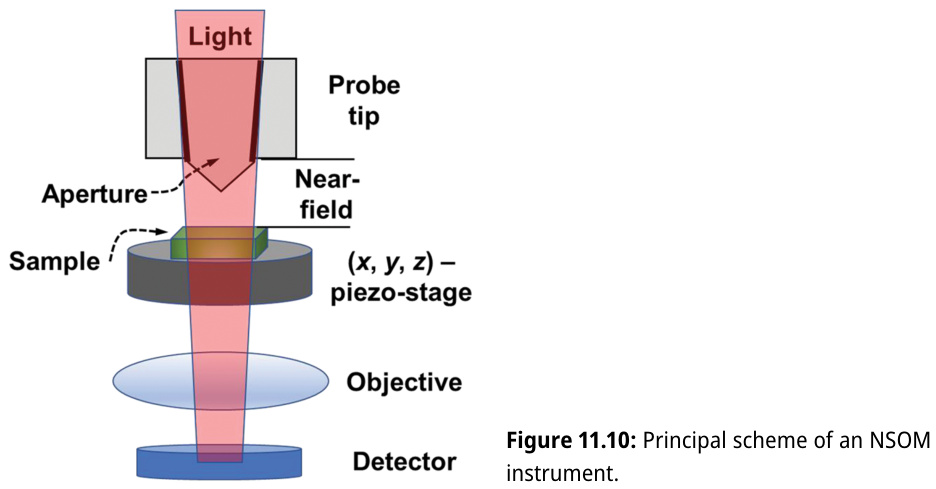 Light
Probe
tip
Aperture
Near-
field
Sample
(x, y, z) –
piezo-stage
Objective
Detector
Figure 11.10: Principal scheme of an NSOM
instrument.